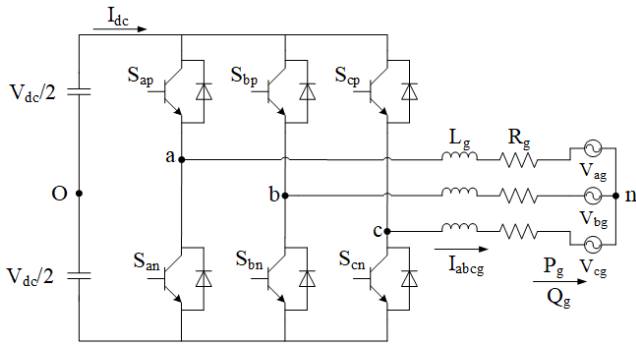 I_dc
S_ap
S_bp
S_cp
V_dc/2
L_g
R_g
a
V_ag
O
b
n
V_bg
c
S_an
S_bn
S_cn
V_dc/2
I_abcg
P_g
V_cg
Q_g